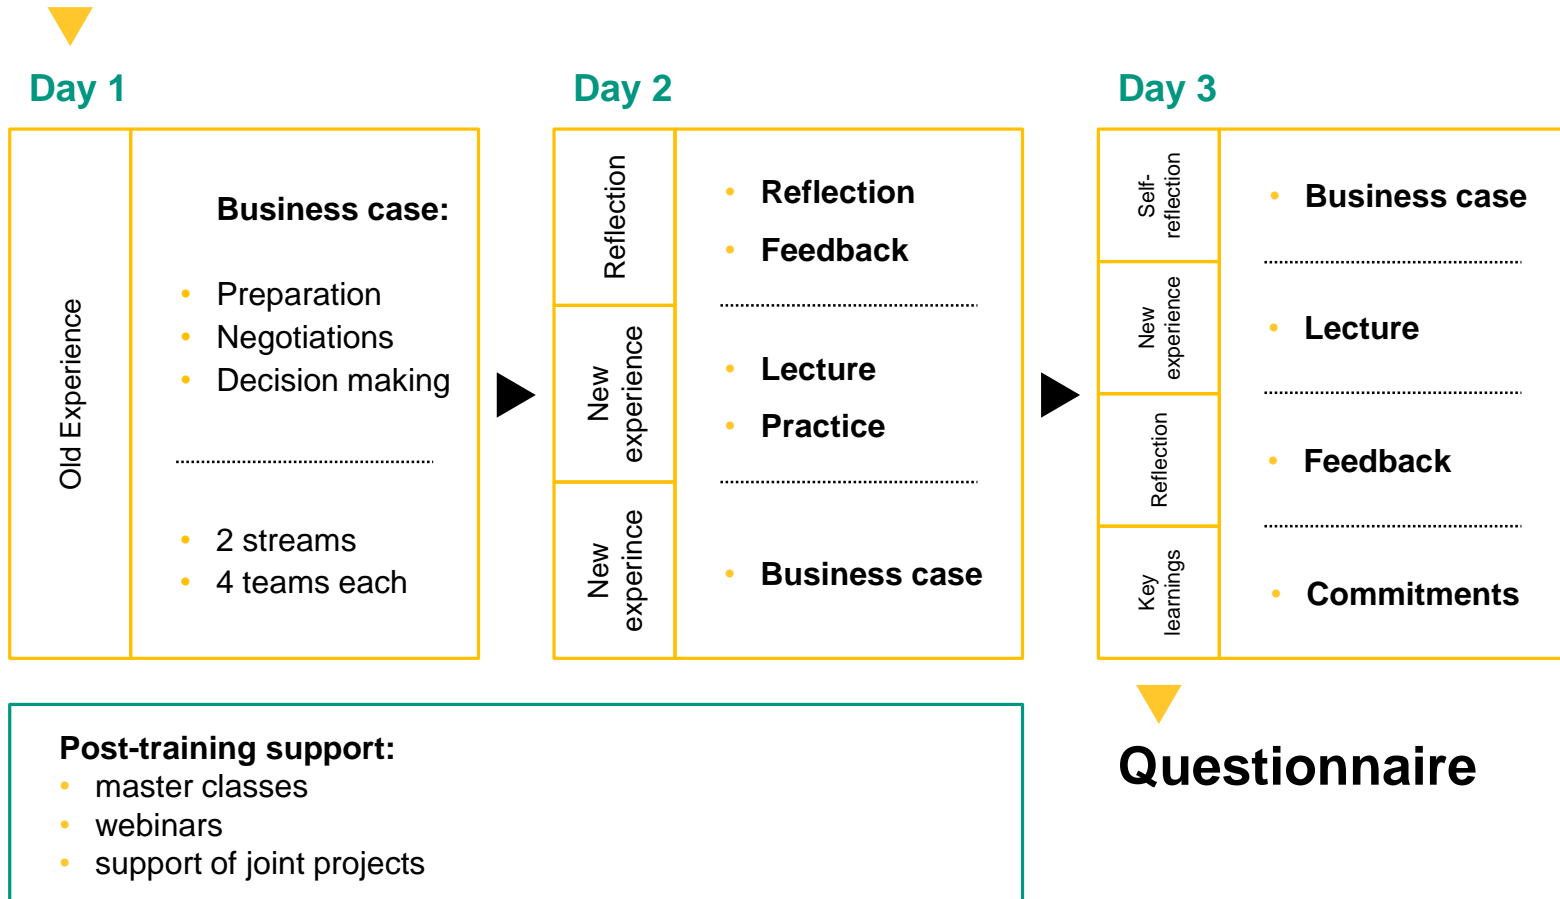 Day 1
Old Experience
Business case:
• Preparation
• Negotiations
• Decision making
• 2 streams
• 4 teams each
Day 2
Reflection
• Reflection
• Feedback
New
experience
• Lecture
• Practice
New
experince
• Business case
Day 3
Self-
reflection
• Business case
New
experience
• Lecture
Reflection
• Feedback
Key
learnings
• Commitments
Post-training support:
• master classes
• webinars
• support of joint projects
Questionnaire